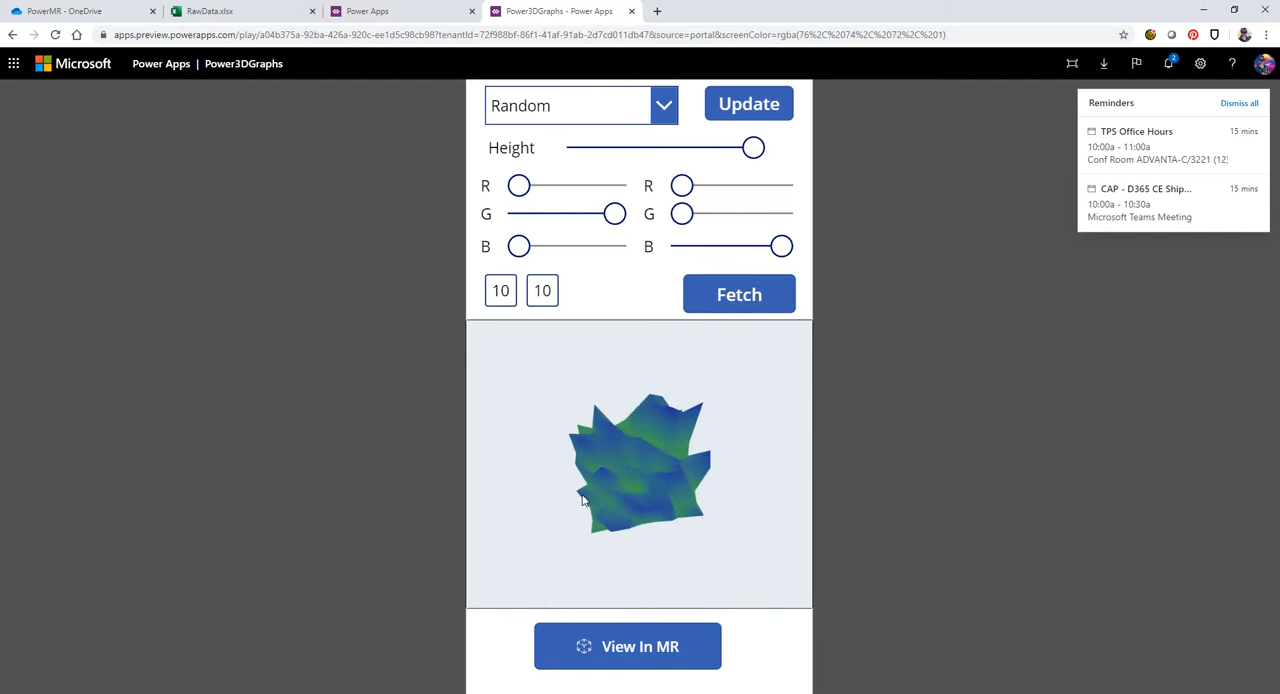 PowerMR - OneDrive
RawData.xlsx
Power Apps
Power3DGraphs - Power Apps
apps.preview.powerapps.com/play/a04b375a-92ba-426a-920c-ee1d5c98cb98?tenantId=72f988bf-86f1-41af-91ab-2d7cd011db47&source=portal&screenColor=rgba(76%2C%2074%2C%2072%2C%201)
Microsoft Power Apps | Power3DGraphs
2
Random
Update
Height
R R
G G
B B
10 10
Fetch
View In MR
Reminders Dismiss all
TPS Office Hours 15 mins
10:00a - 11:00a
Conf Room ADVANTA-C/3221 (12)
CAP - D365 CE Ship... 15 mins
10:00a - 10:30a
Microsoft Teams Meeting